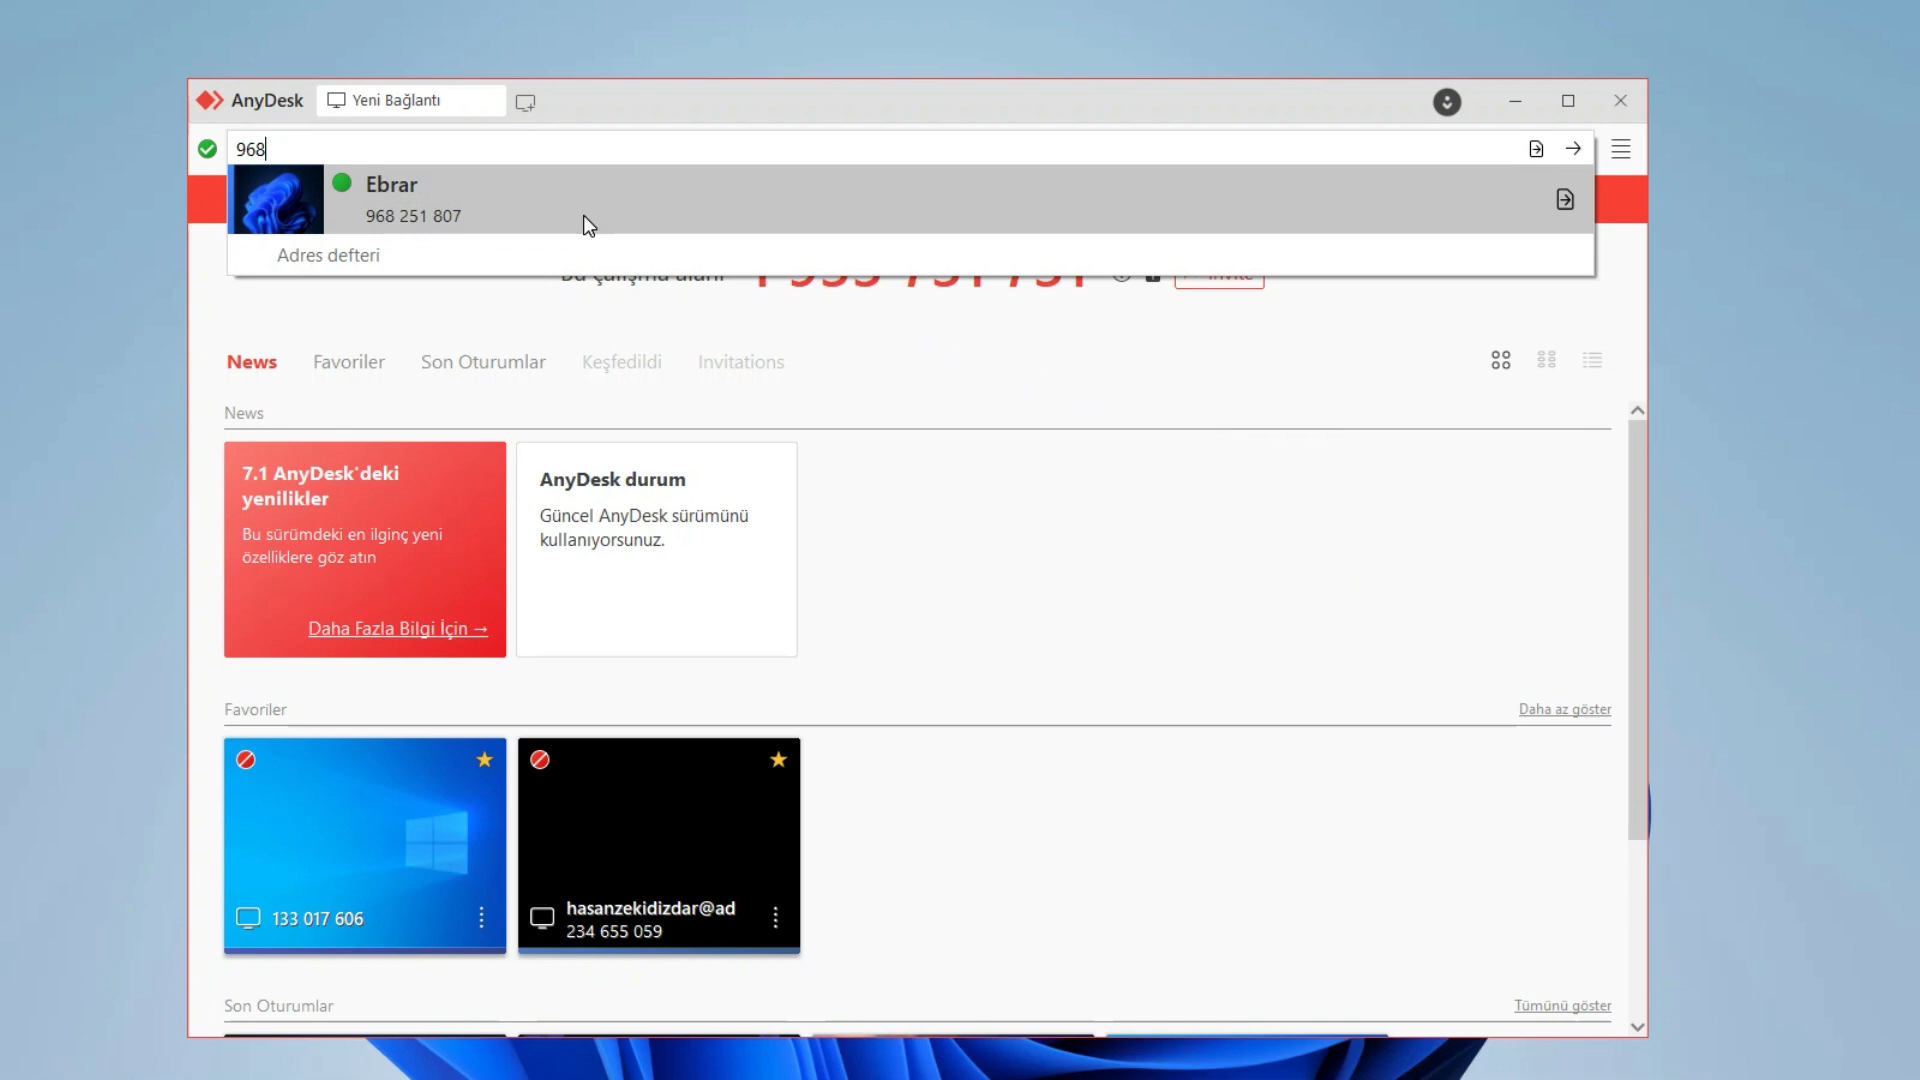 AnyDesk
Yeni Bağlantı
968
Ebrar
968 251 807
Adres defteri
News
Favoriler
Son Oturumlar
Keşfedildi
Invitations
News
7.1 AnyDesk'deki
yenilikler
Bu sürümdeki en ilginç yeni
özelliklere göz atın
Daha Fazla Bilgi İçin →
AnyDesk durum
Güncel AnyDesk sürümünü
kullanıyorsunuz.
Favoriler
Daha az göster
133 017 606
hasanzekidizdar@ad
234 655 059
Son Oturumlar
Tümünü göster